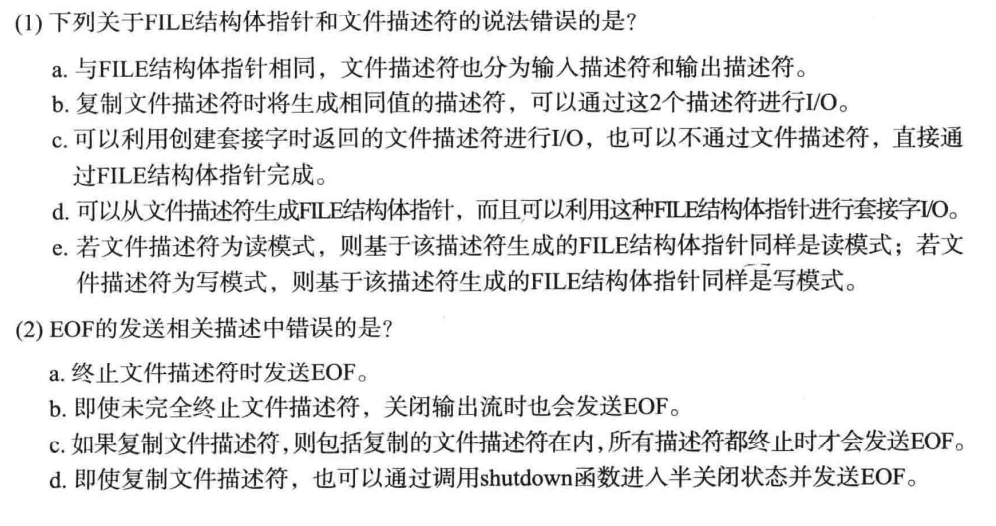 (1) 下列关于FILE结构体指针和文件描述符的说法错误的是?
a. 与FILE结构体指针相同，文件描述符也分为输入描述符和输出描述符。
b. 复制文件描述符时将生成相同值的描述符，可以通过这2个描述符进行I/O。
c. 可以利用创建套接字时返回的文件描述符进行I/O，也可以不通过文件描述符，直接通
过FILE结构体指针完成。
d. 可以从文件描述符生成FILE结构体指针，而且可以利用这种FILE结构体指针进行套接字I/O。
e. 若文件描述符为读模式，则基于该描述符生成的FILE结构体指针同样是读模式；若文
件描述符为写模式，则基于该描述符生成的FILE结构体指针同样是写模式。
(2) EOF的发送相关描述中错误的是?
a. 终止文件描述符时发送EOF。
b. 即使未完全终止文件描述符，关闭输出流时也会发送EOF。
c. 如果复制文件描述符,则包括复制的文件描述符在内,所有描述符都终止时才会发送EOF。
d. 即使复制文件描述符，也可以通过调用shutdown函数进入半关闭状态并发送EOF。